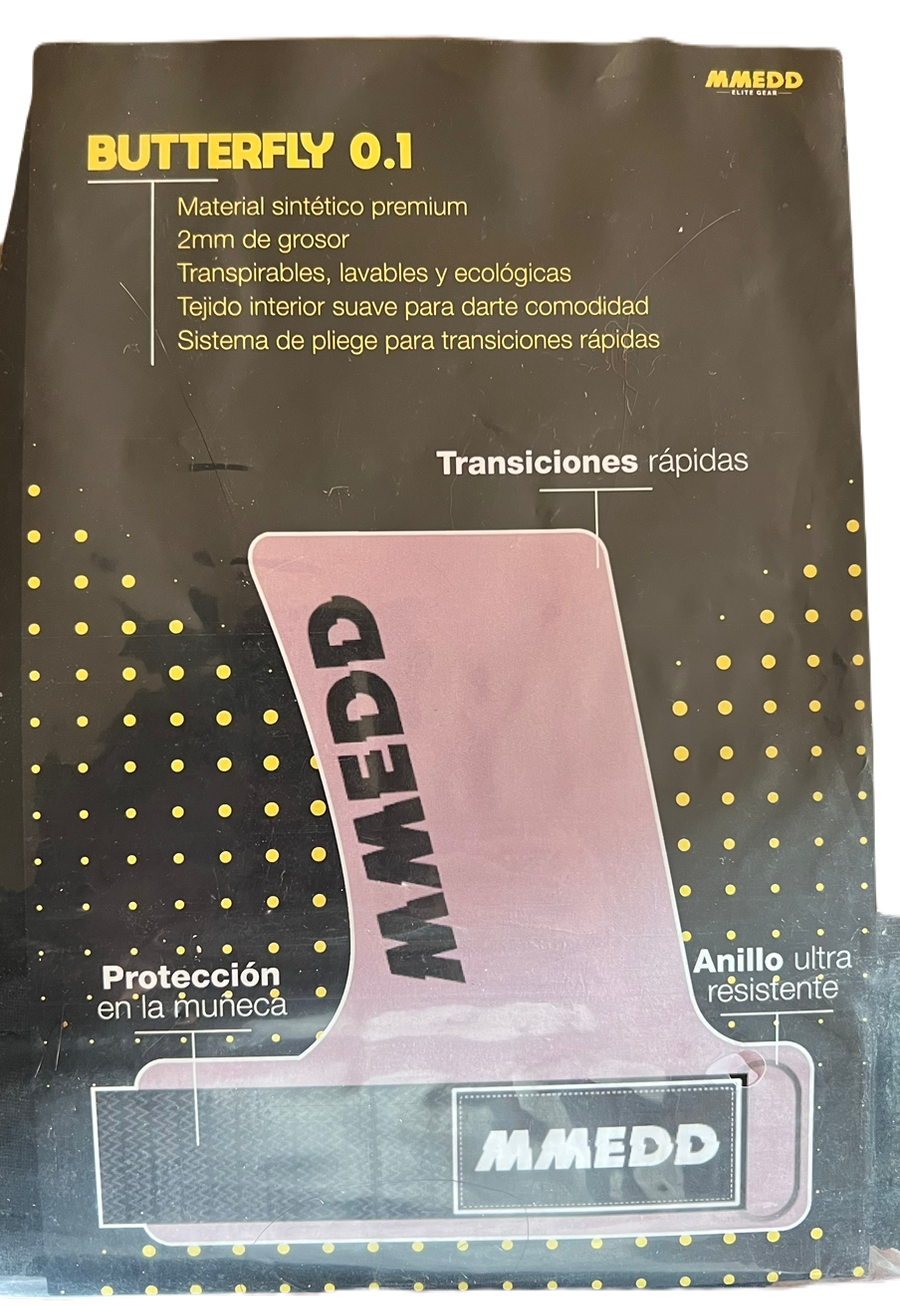 MMEDD
ELITE GEAR
BUTTERFLY 0.1
Material sintético premium
2mm de grosor
Transpirables, lavables y ecológicas
Tejido interior suave para darte comodidad
Sistema de pliege para transiciones rápidas
Transiciones rápidas
MMEDD
Protección
en la muñeca
Anillo ultra
resistente
MMEDD